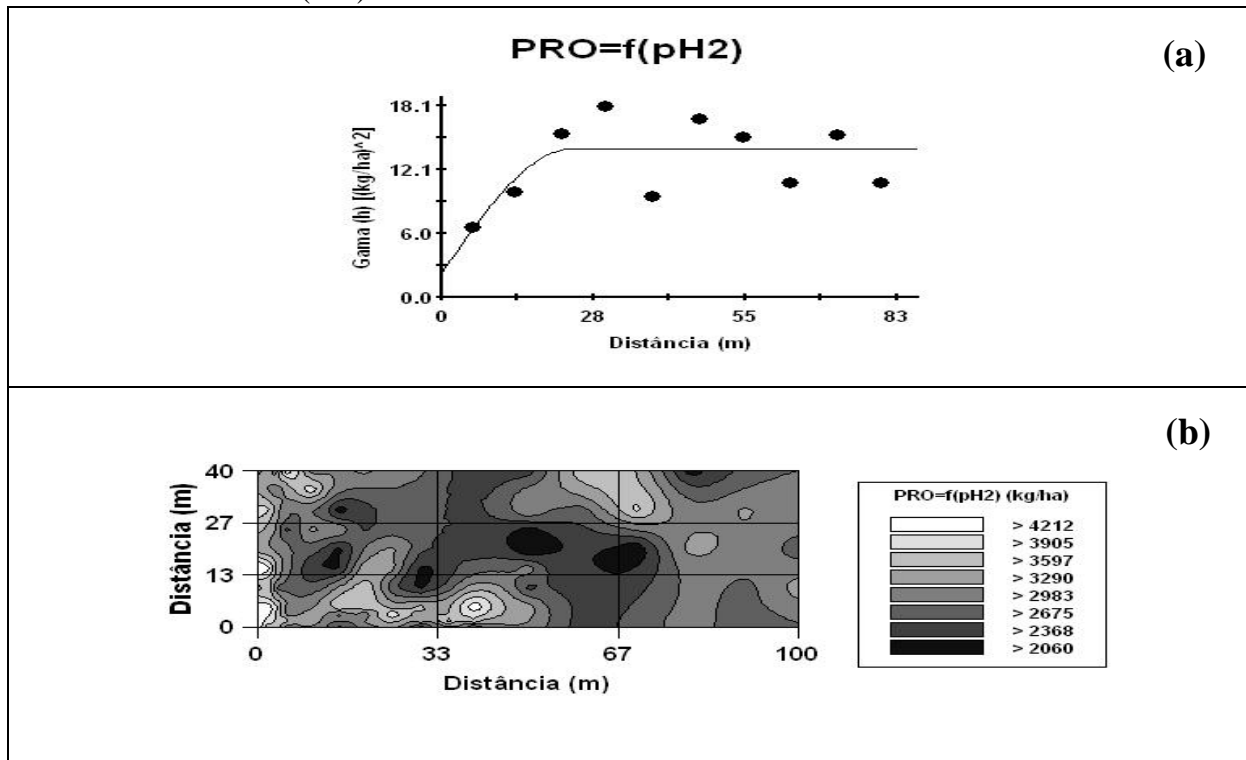 PRO=f(pH2)
(a)
18.1
12.1
6.0
0.0
Gama (h) [(kg/ha)^2]
0 28 55 83
Distância (m)
(b)
40
27
13
0
Distância (m)
0 33 67 100
Distância (m)
PRO=f(pH2) (kg/ha)
> 4212
> 3905
> 3597
> 3290
> 2983
> 2675
> 2368
> 2060